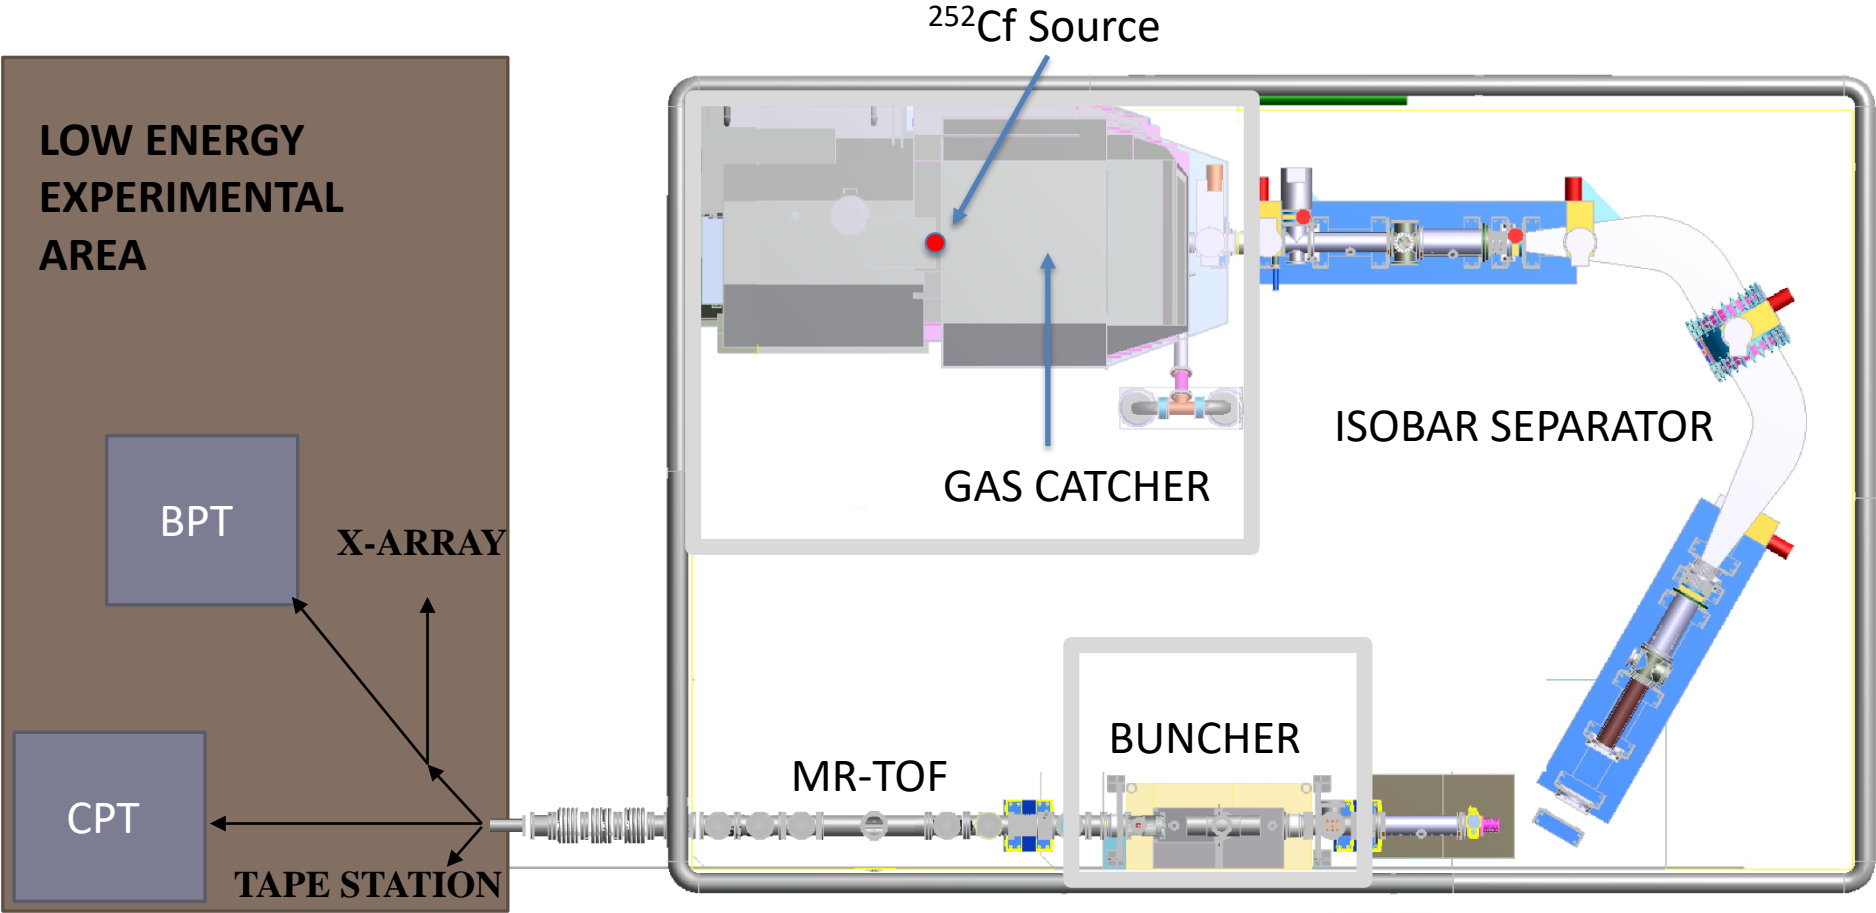 ²⁵²Cf Source
LOW ENERGY
EXPERIMENTAL
AREA
ISOBAR SEPARATOR
GAS CATCHER
BPT
X-ARRAY
BUNCHER
MR-TOF
CPT
TAPE STATION